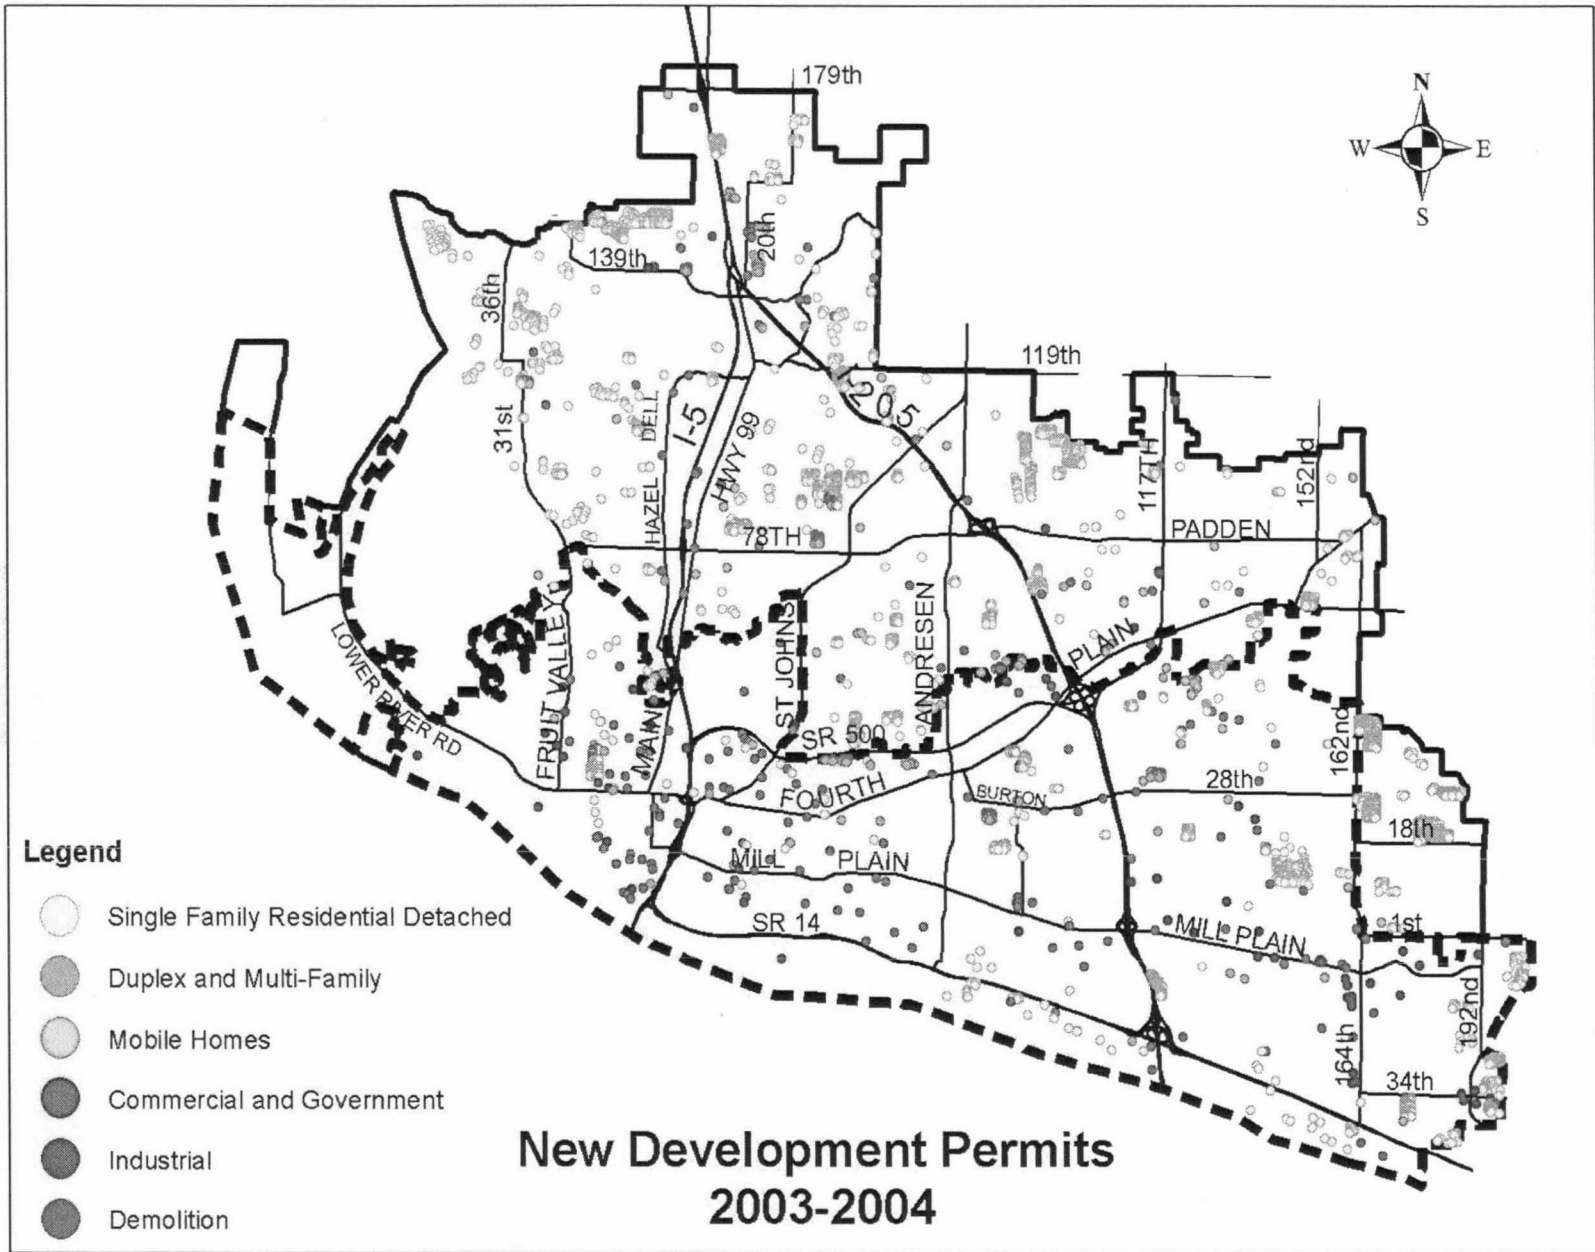 179th
N
W E
S
20th
139th
36th
119th
I-205
31st
HAZEL DELL
I-5
HWY 99
117TH
152nd
78TH
PADDEN
ANDRESEN
FRUIT VALLEY
ST JOHNS
PLAIN
LOWER RIVER RD
MAIN
SR 500
162nd
FOURTH
28th
BURTON
18th
MILL PLAIN
SR 14
1st
MILL PLAIN
192nd
164th
34th
Legend
Single Family Residential Detached
Duplex and Multi-Family
Mobile Homes
Commercial and Government
Industrial
Demolition
New Development Permits
2003-2004